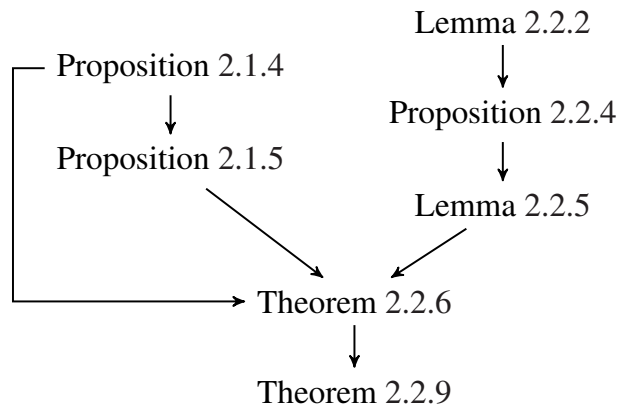 Lemma 2.2.2
Proposition 2.1.4
Proposition 2.2.4
Proposition 2.1.5
Lemma 2.2.5
Theorem 2.2.6
Theorem 2.2.9